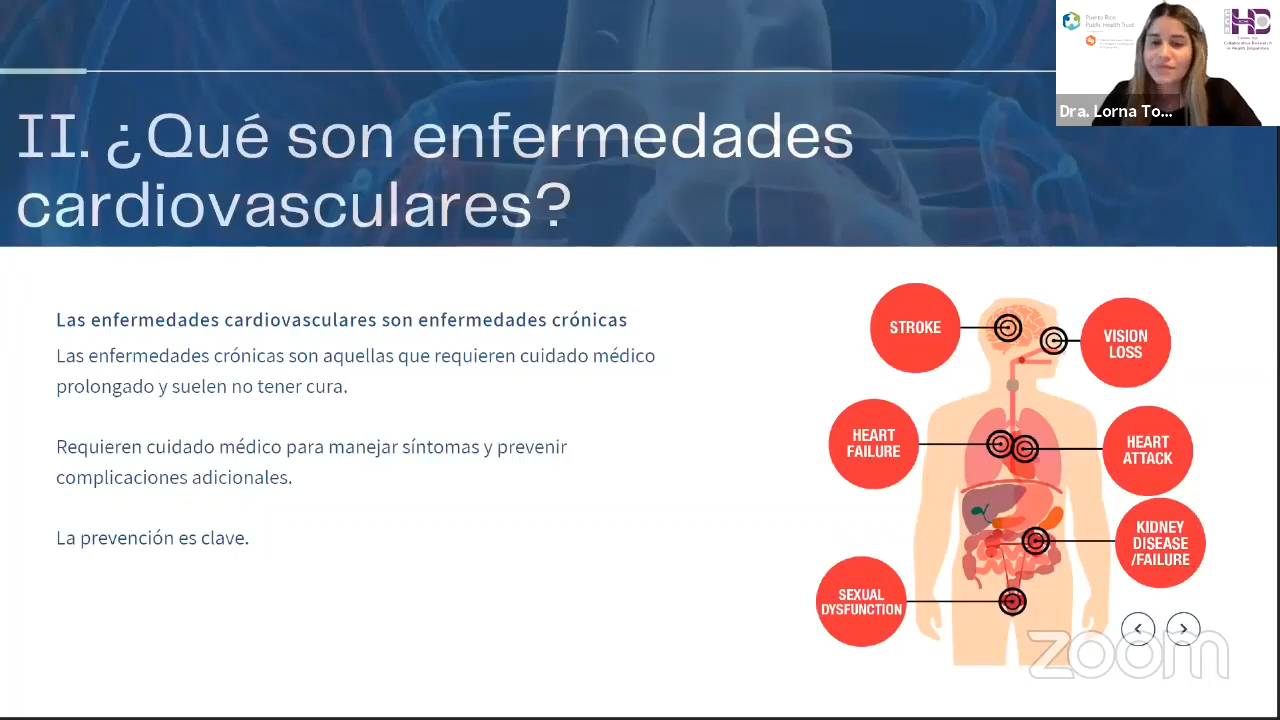 II. ¿Qué son enfermedades
cardiovasculares?
Puerto Rico
Public Health Trust
Dra. Lorna To...
Las enfermedades cardiovasculares son enfermedades crónicas
Las enfermedades crónicas son aquellas que requieren cuidado médico
prolongado y suelen no tener cura.
Requieren cuidado médico para manejar síntomas y prevenir
complicaciones adicionales.
La prevención es clave.
STROKE
VISION
LOSS
HEART
FAILURE
HEART
ATTACK
KIDNEY
DISEASE
/FAILURE
SEXUAL
DYSFUNCTION
zoom